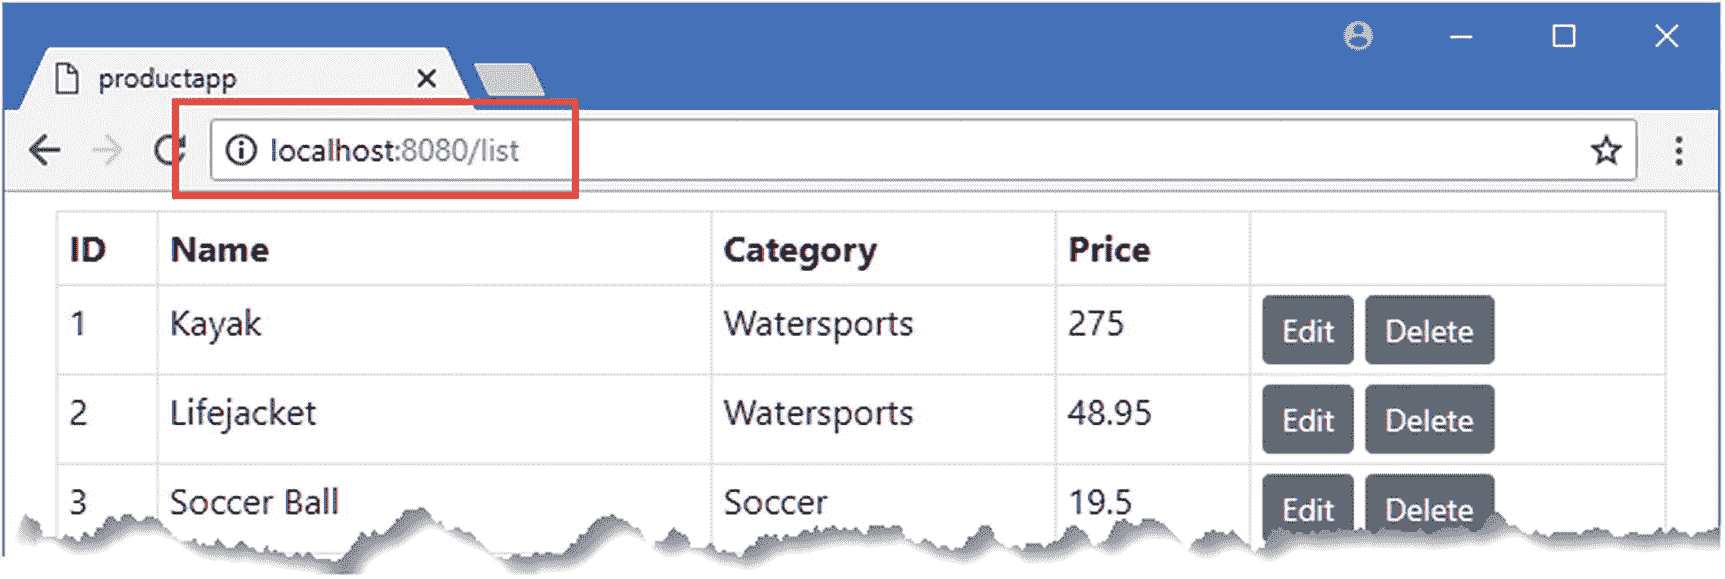 productapp
localhost:8080/list
ID Name Category Price
1 Kayak Watersports 275 Edit Delete
2 Lifejacket Watersports 48.95 Edit Delete
3 Soccer Ball Soccer 19.5 Edit Delete